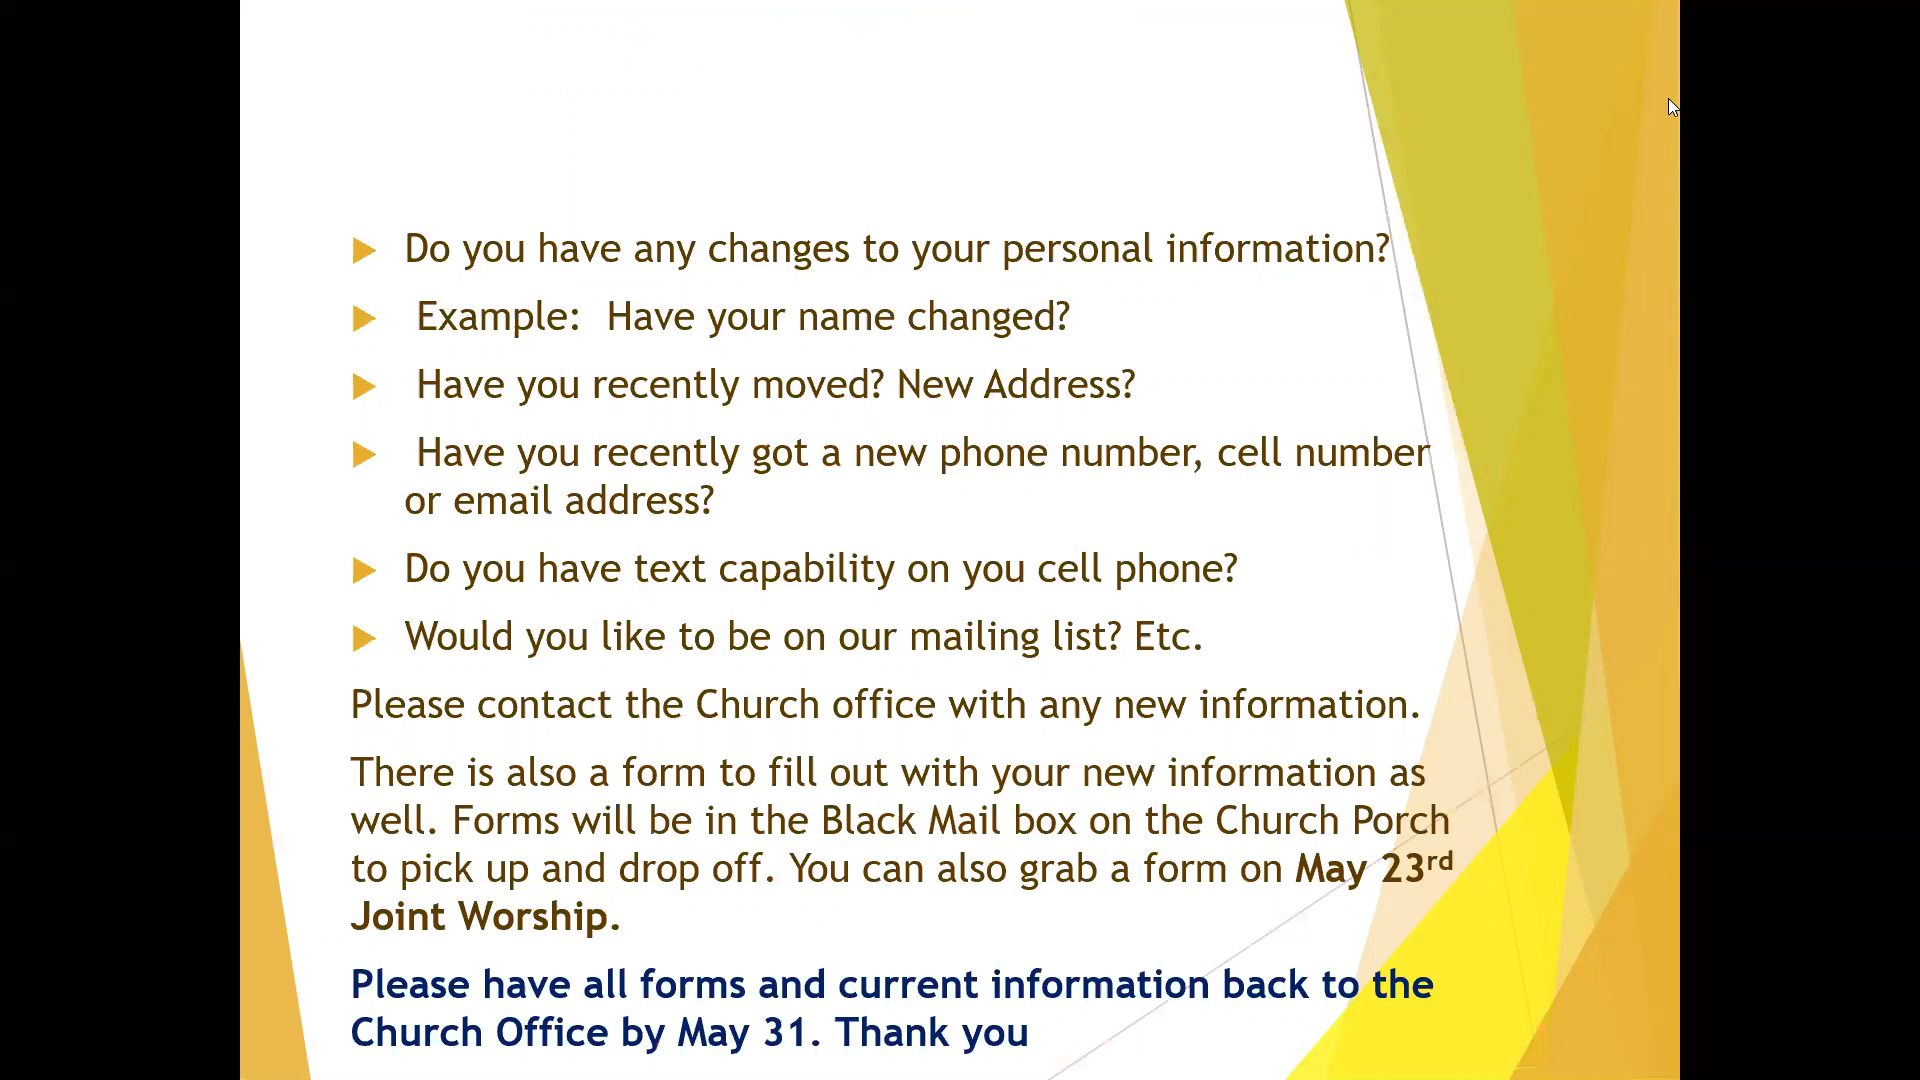 Do you have any changes to your personal information?
Example: Have your name changed?
Have you recently moved? New Address?
Have you recently got a new phone number, cell number
or email address?
Do you have text capability on you cell phone?
Would you like to be on our mailing list? Etc.
Please contact the Church office with any new information.
There is also a form to fill out with your new information as
well. Forms will be in the Black Mail box on the Church Porch
to pick up and drop off. You can also grab a form on May 23rd
Joint Worship.
Please have all forms and current information back to the
Church Office by May 31. Thank you